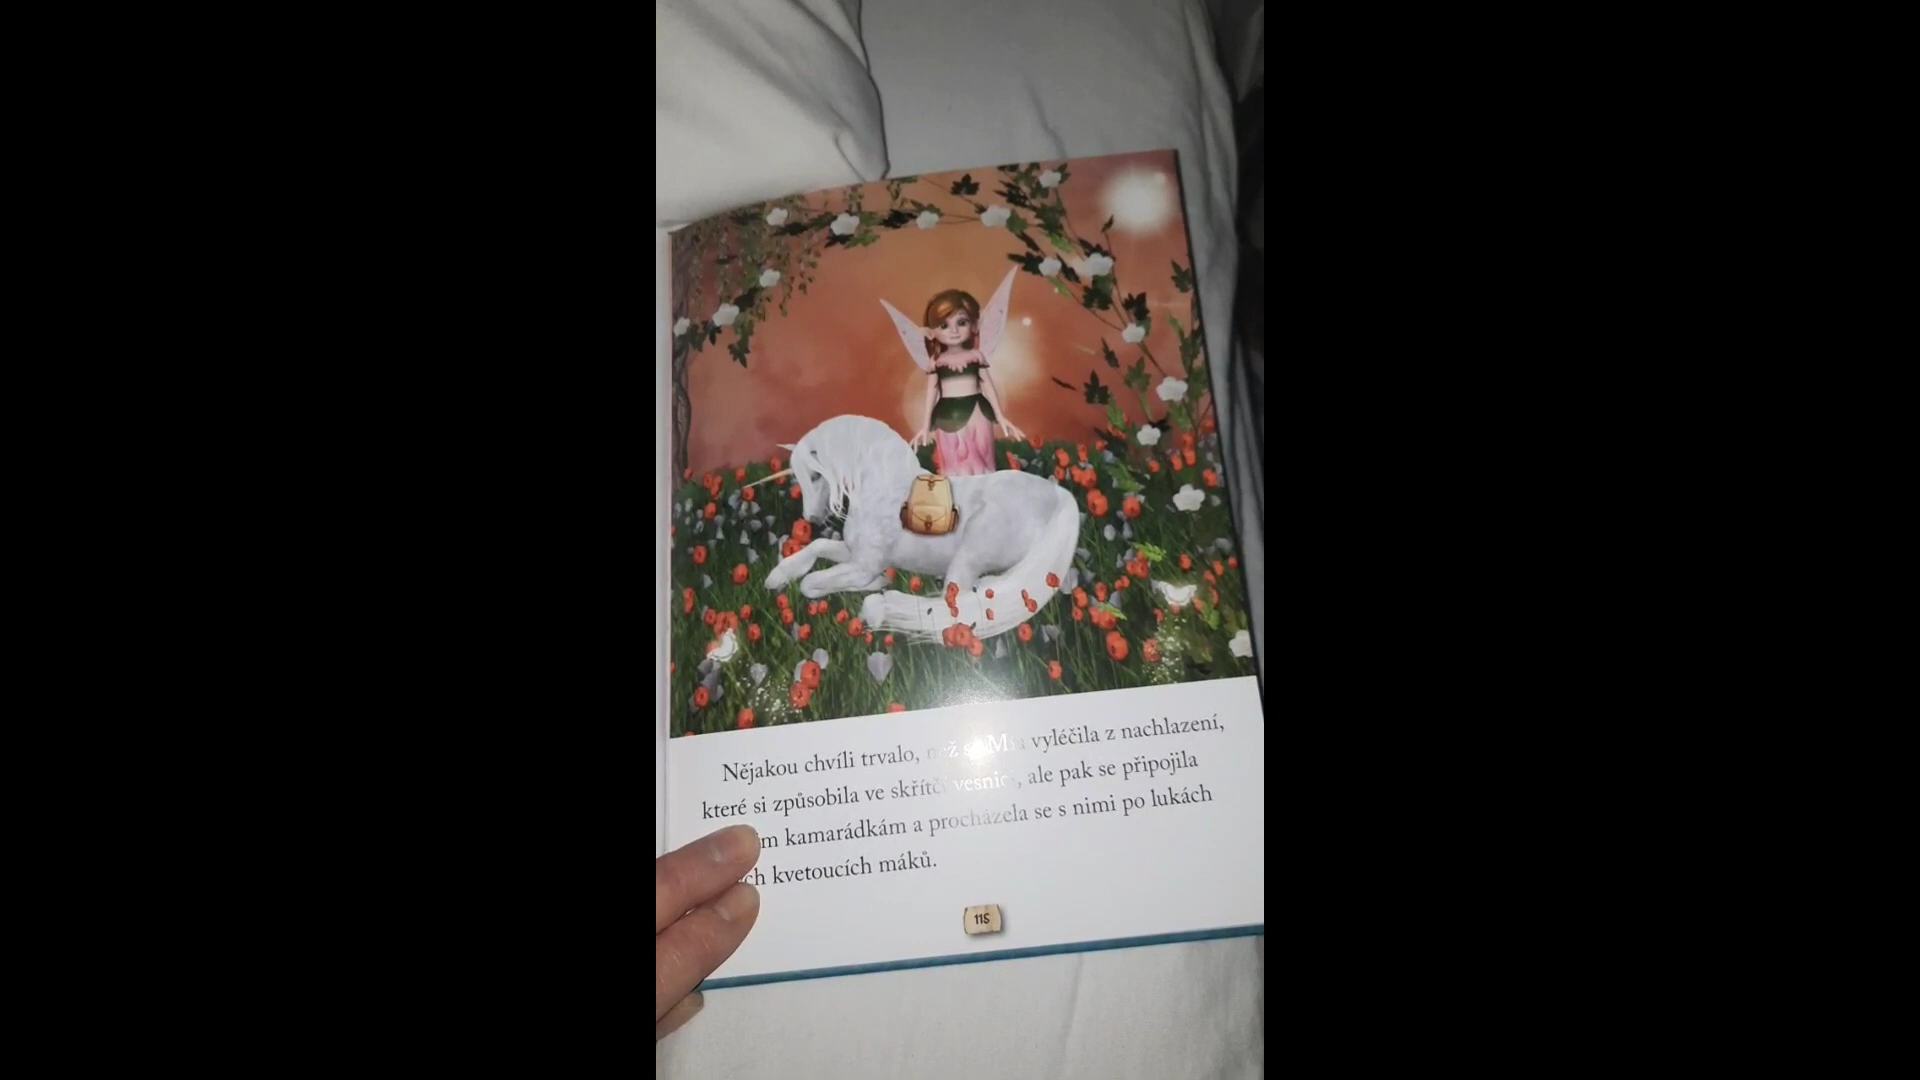 Nějakou chvíli trvalo, než se Mia vyléčila z nachlazení,
které si způsobila ve skřítčí vesnici, ale pak se připojila
kamarádkám a procházela se s nimi po lukách
kvetoucích máků.
115